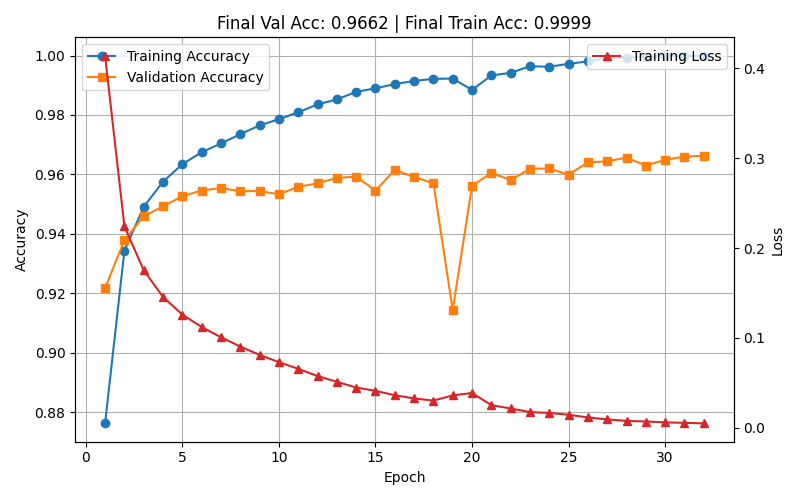 Final Val Acc: 0.9662 | Final Train Acc: 0.9999
Training Accuracy
Validation Accuracy
Training Loss
1.00
0.98
0.96
0.94
0.92
0.90
0.88
Accuracy
0.4
0.3
0.2
0.1
0.0
Loss
0 5 10 15 20 25 30
Epoch